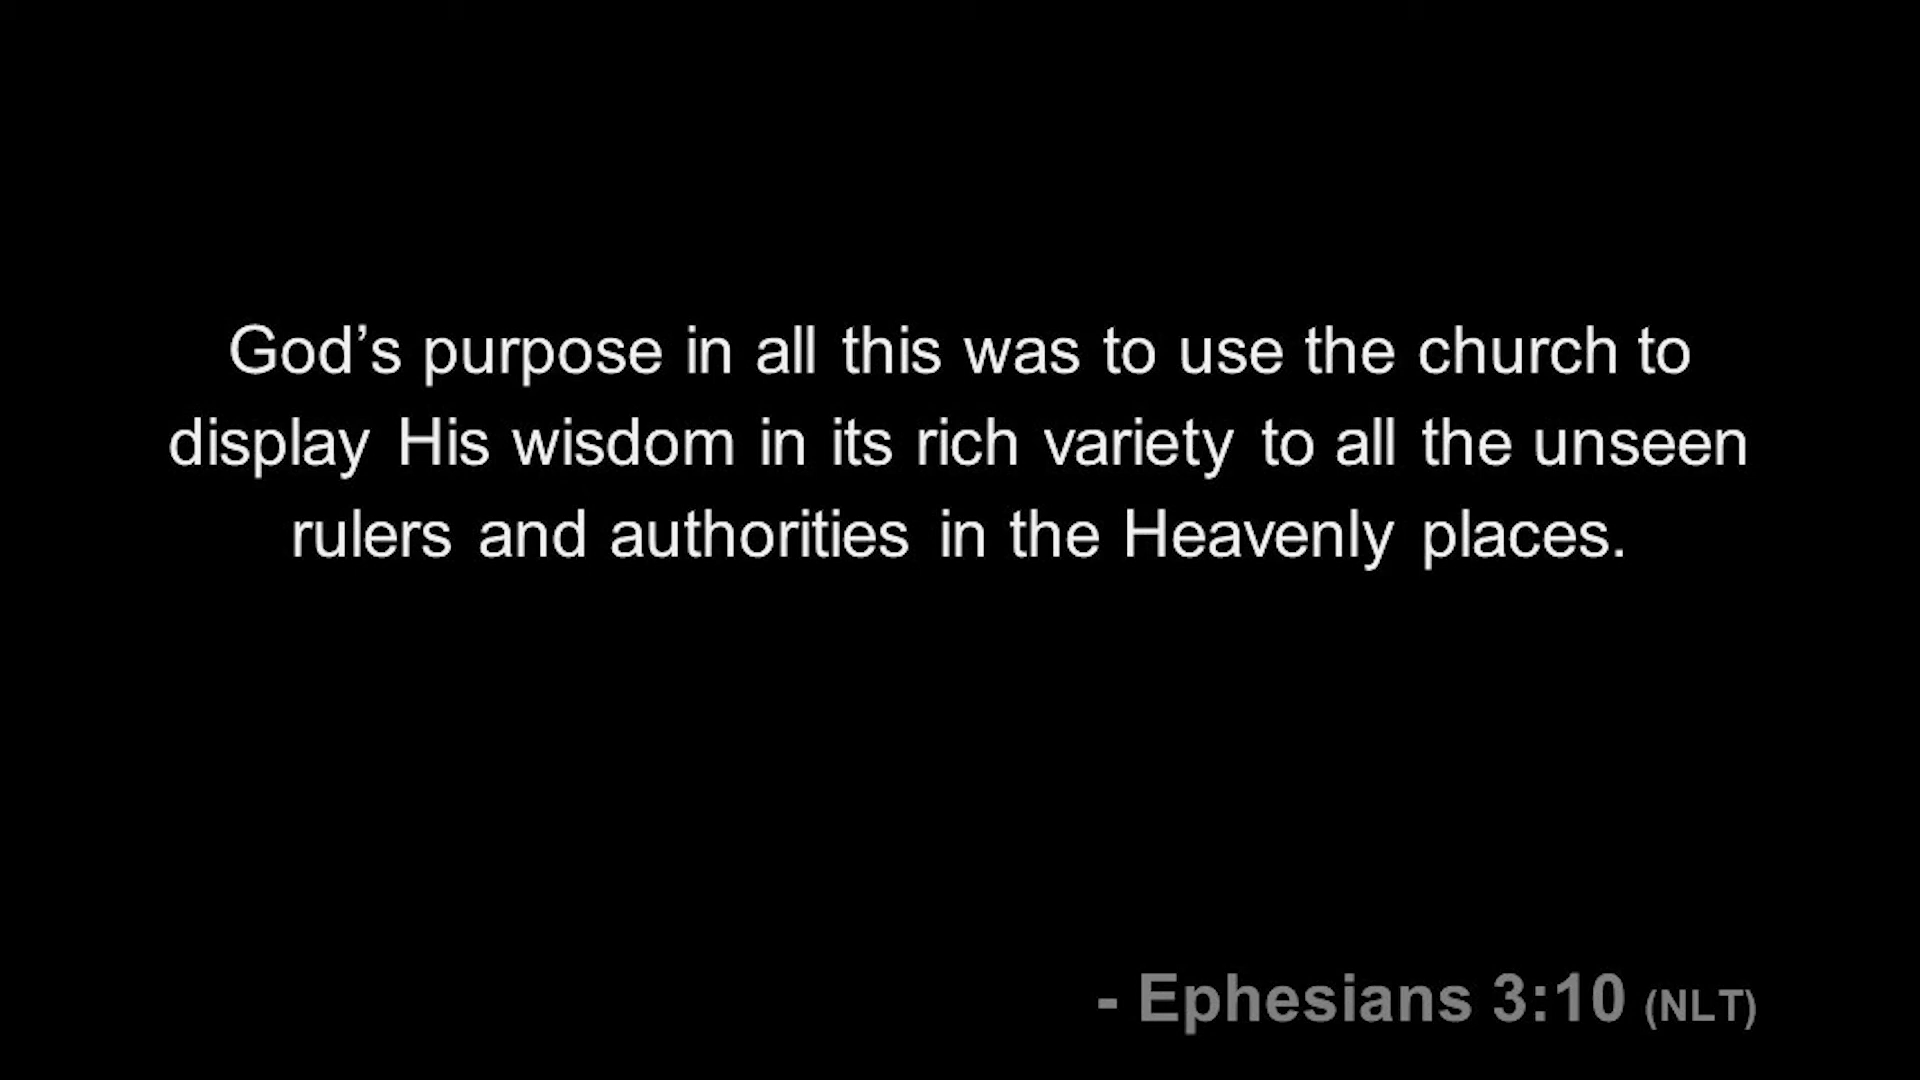 God’s purpose in all this was to use the church to
display His wisdom in its rich variety to all the unseen
rulers and authorities in the Heavenly places.
- Ephesians 3:10 (NLT)